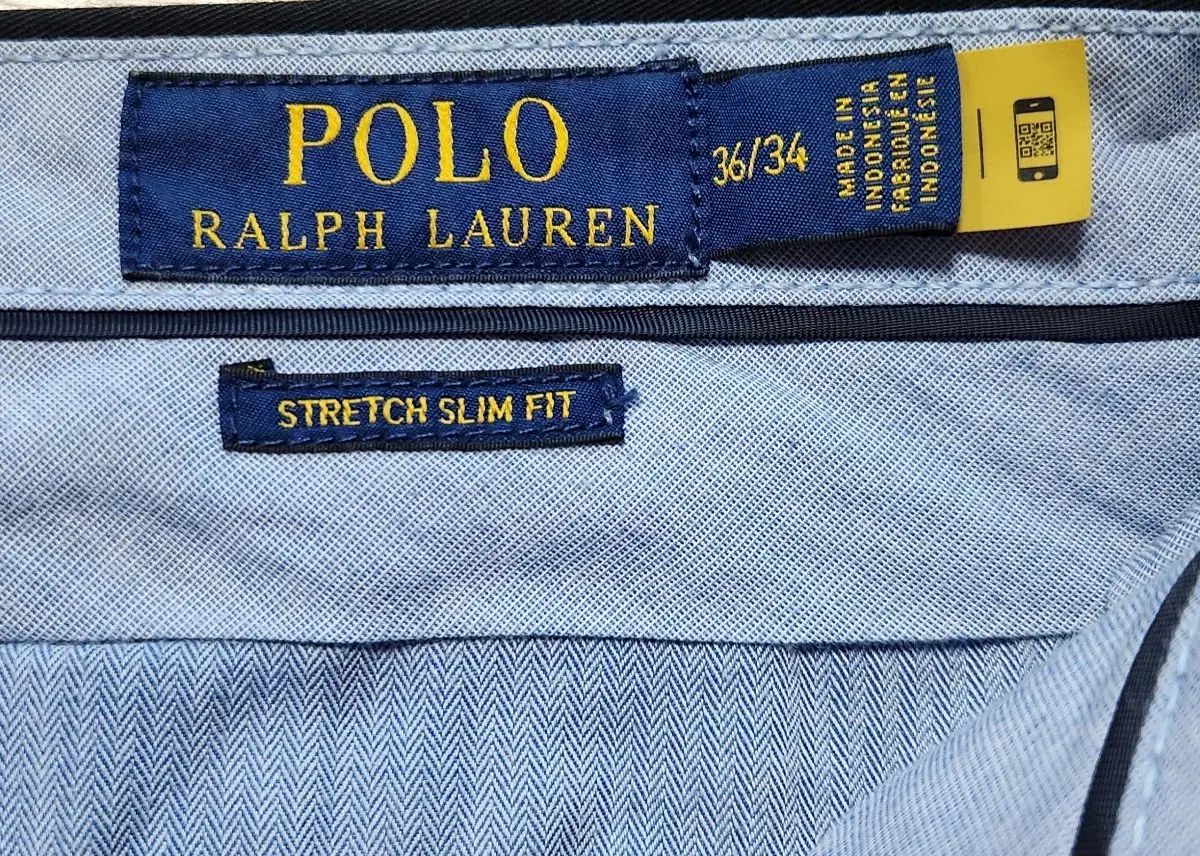 POLO
RALPH LAUREN
36/34
MADE IN
INDONESIA
FABRIQUÉ EN
INDONÉSIE
STRETCH SLIM FIT